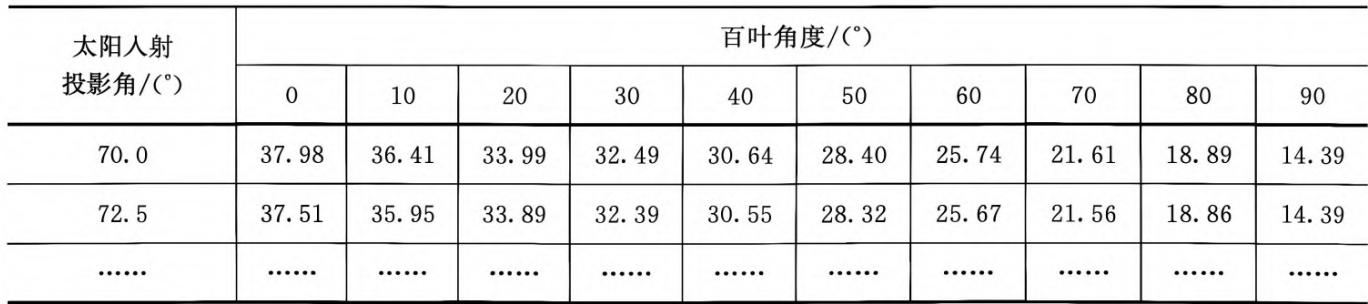 太阳入射
投影角/(°)
百叶角度/(°)
0 10 20 30 40 50 60 70 80 90
70.0 37.98 36.41 33.99 32.49 30.64 28.40 25.74 21.61 18.89 14.39
72.5 37.51 35.95 33.89 32.39 30.55 28.32 25.67 21.56 18.86 14.39
…… …… …… …… …… …… …… …… …… …… ……